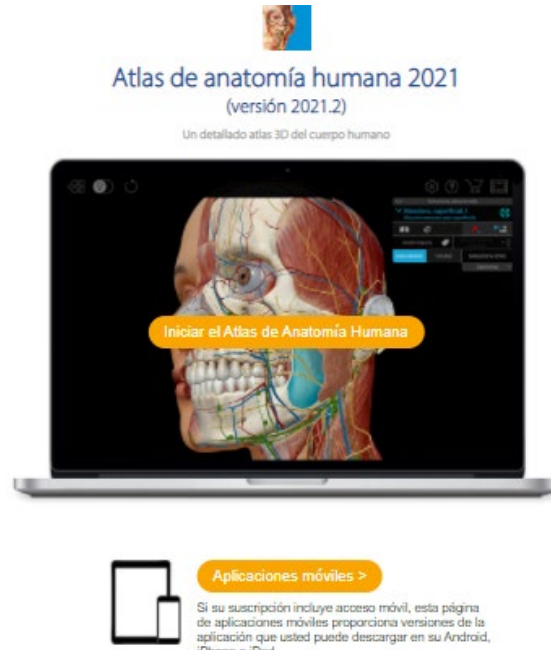 Atlas de anatomía humana 2021
(versión 2021.2)
Un detallado atlas 3D del cuerpo humano
Iniciar el Atlas de Anatomía Humana
Aplicaciones móviles >
Si su suscripción incluye acceso móvil, esta página
de aplicaciones móviles proporciona versiones de la
aplicación que usted puede descargar en su Android,